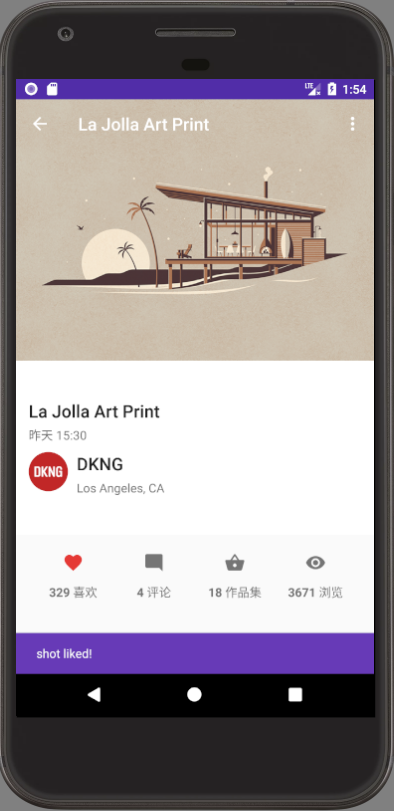 LTE 1:54
La Jolla Art Print
La Jolla Art Print
昨天 15:30
DKNG
DKNG
Los Angeles, CA
329 喜欢 4 评论 18 作品集 3671 浏览
shot liked!